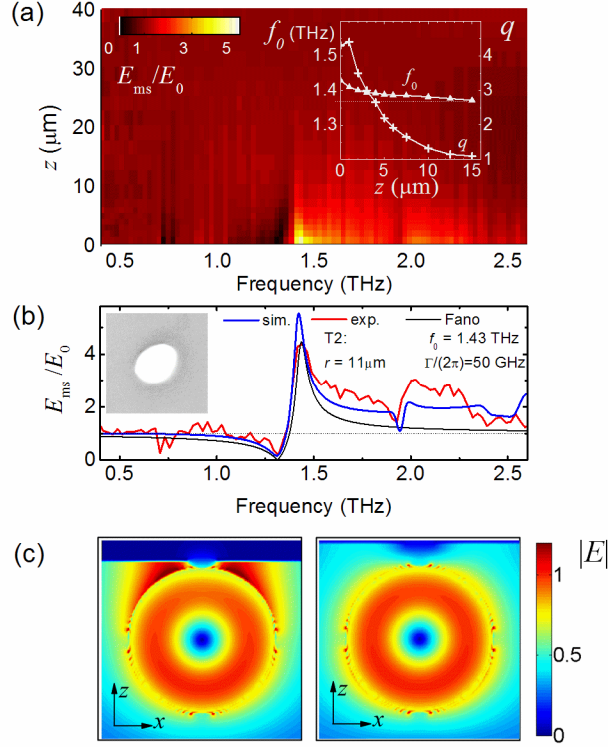 (a)
40
30
20
10
0
z (μm)
0 1 3 5
E_ms/E_0
f_0 (THz) q
1.5
1.4
1.3
4
3
2
1
f_0
q
0 5 10 15
z (μm)
0.5 1.0 1.5 2.0 2.5
Frequency (THz)
(b)
E_ms/E_0
4
2
0
sim. exp. Fano
T2: f_0 = 1.43 THz
r = 11μm Γ/(2π)=50 GHz
0.5 1.0 1.5 2.0 2.5
Frequency (THz)
(c)
z
x
z
x
|E|
1
0.5
0